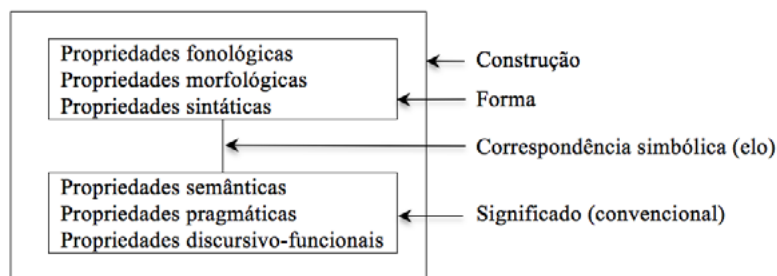 Propriedades fonológicas
Propriedades morfológicas
Propriedades sintáticas
Construção
Forma
Correspondência simbólica (elo)
Propriedades semânticas
Propriedades pragmáticas
Propriedades discursivo-funcionais
Significado (convencional)